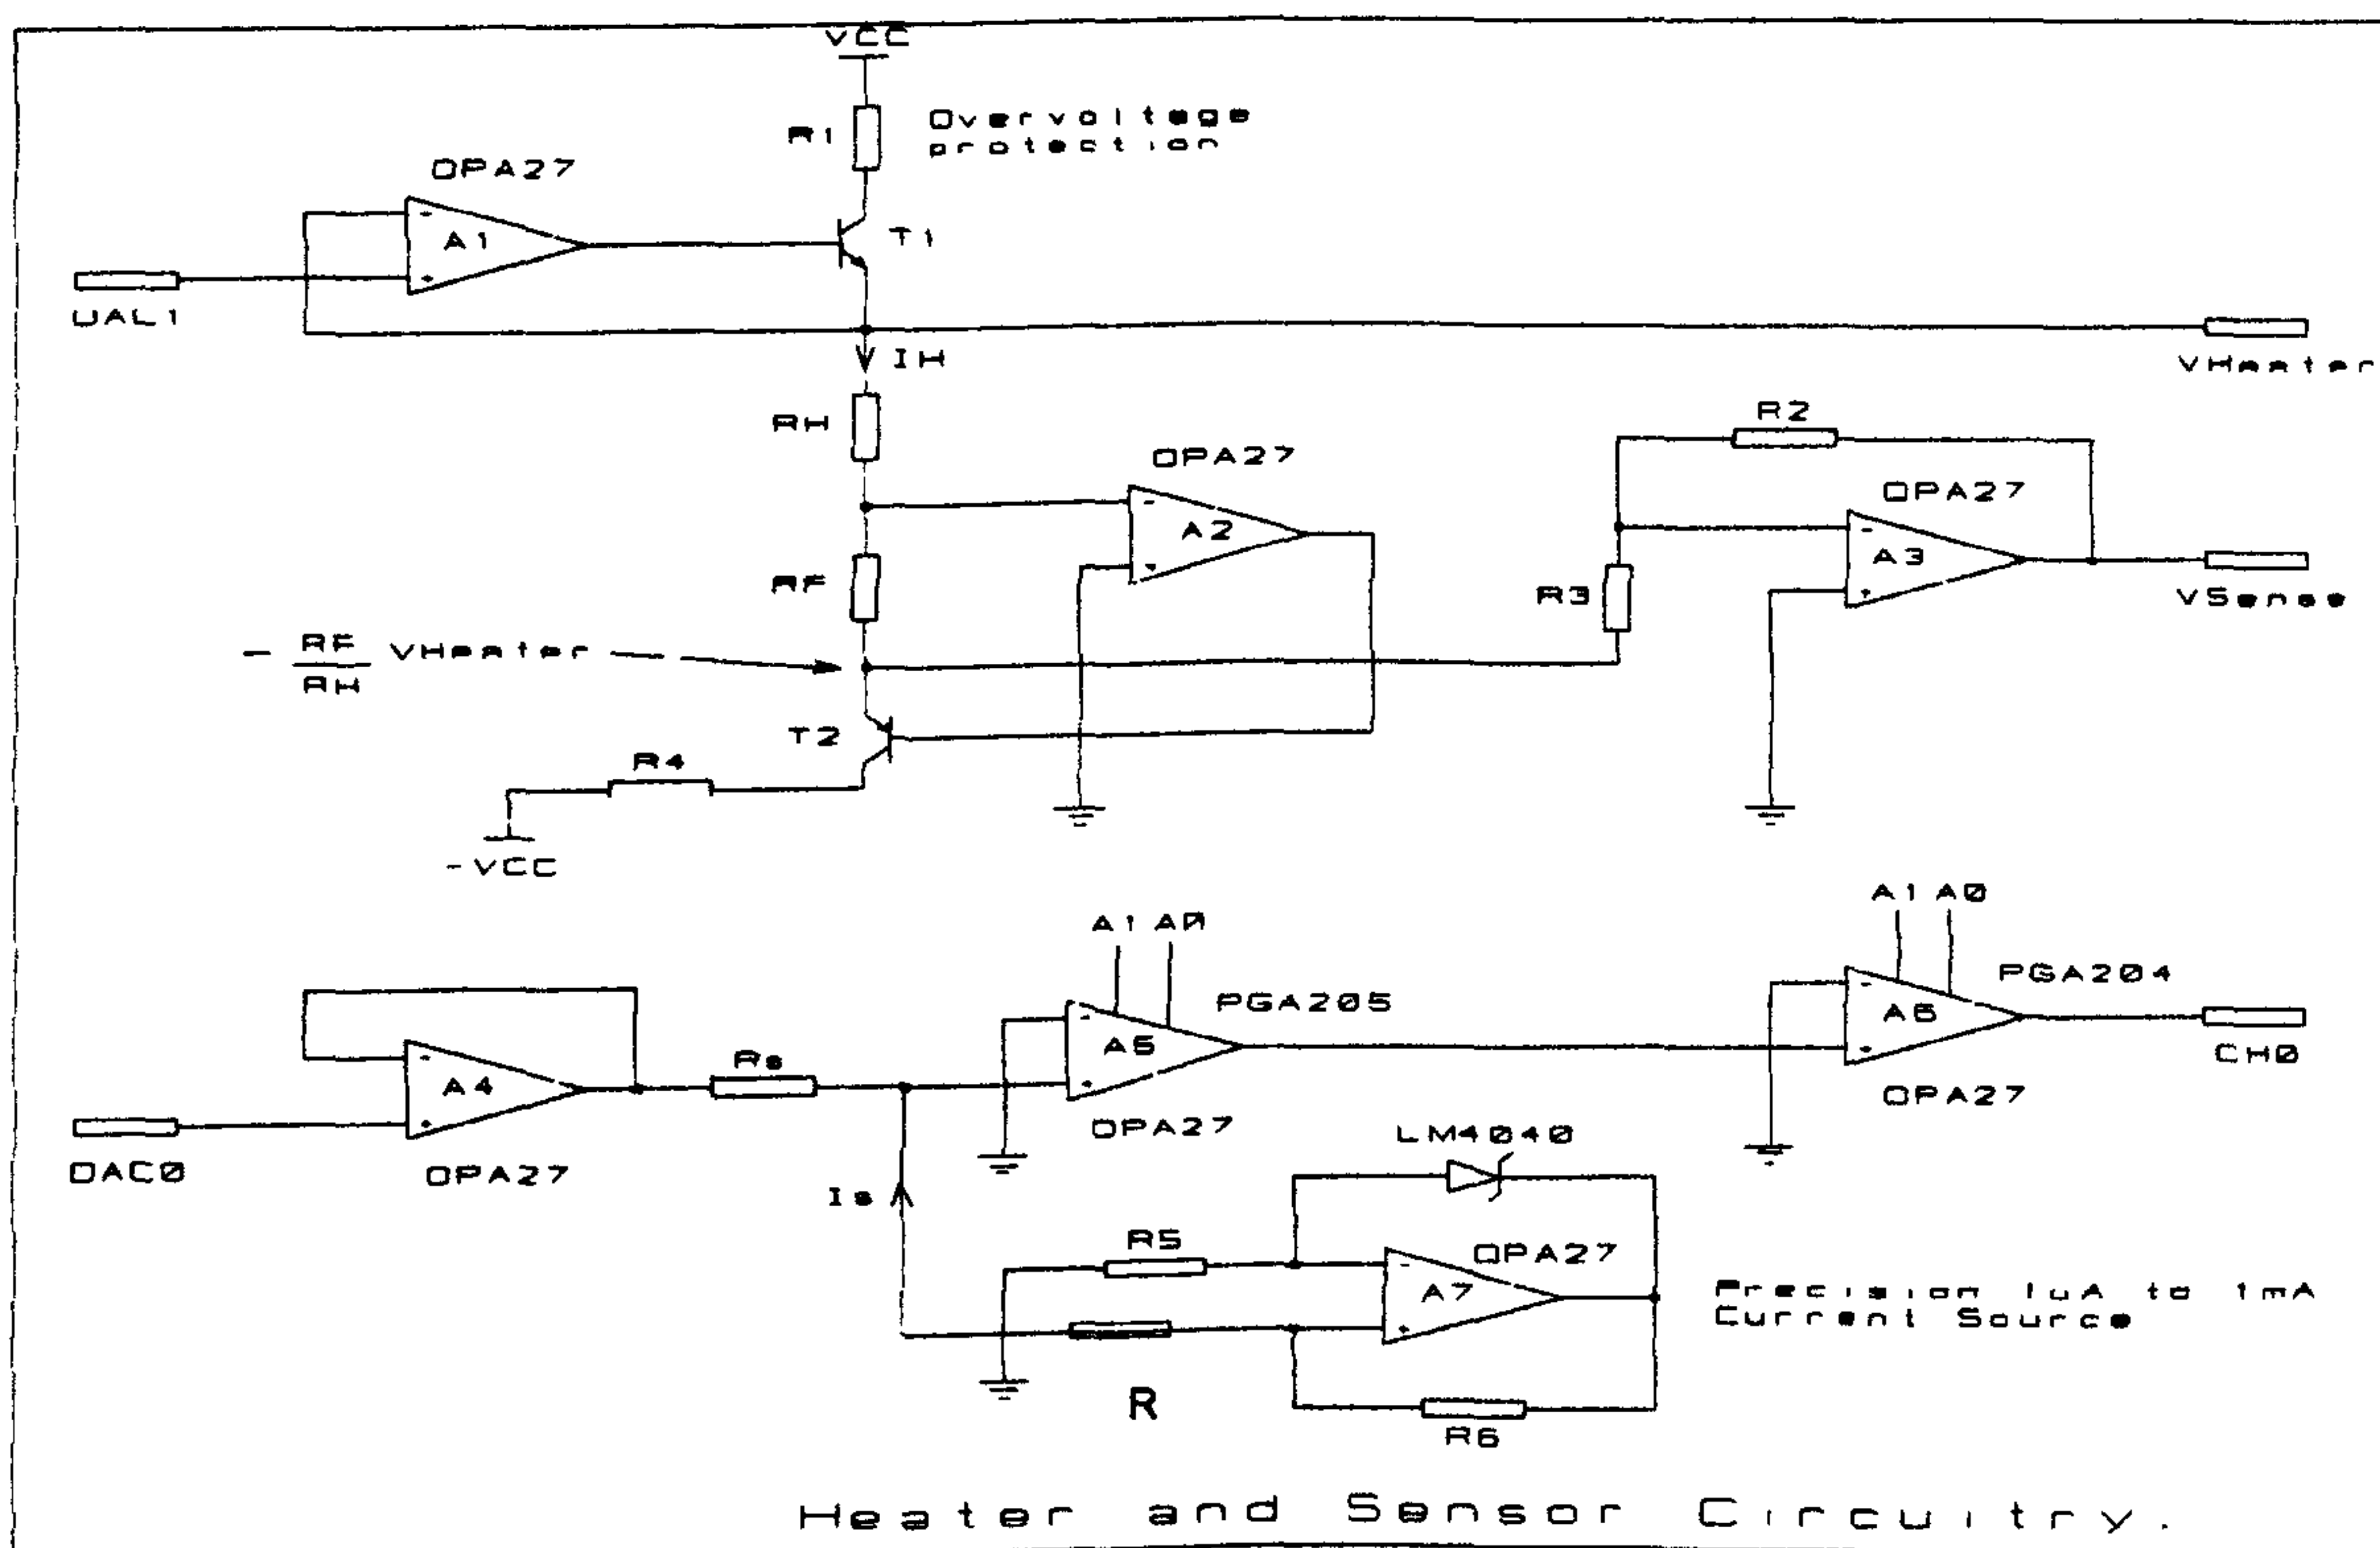 VCC
R1
Overvoltage
protection
OPA27
A1
T1
UAL1
IH
VHeater
RH
R2
OPA27
OPA27
A2
A3
RF
R3
VSense
- RF/RH VHeater
T2
R4
-VCC
A1 A0
A1 A0
PGA205
PGA204
A4
Rs
A5
A6
CH0
OPA27
OPA27
DAC0
OPA27
LM4040
Is
R5
OPA27
A7
Precision 1uA to 1mA
Current Source
R
R6
Heater and Sensor Circuitry.